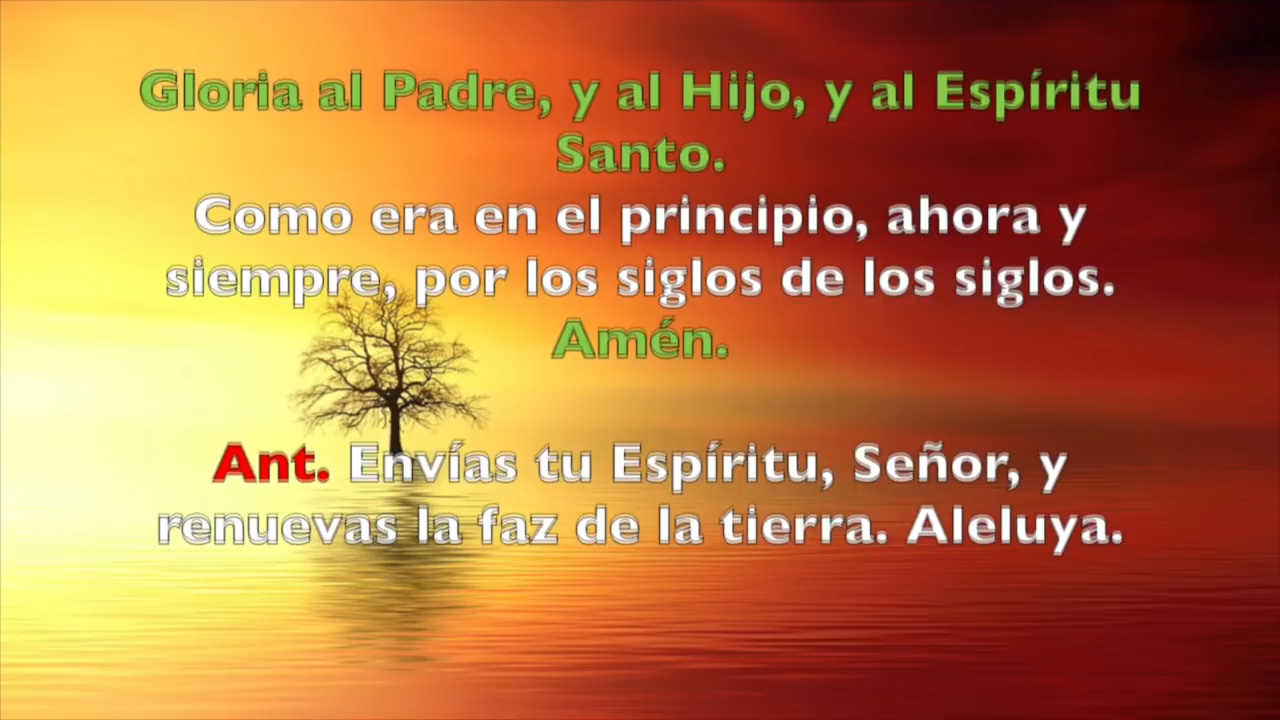 Gloria al Padre, y al Hijo, y al Espíritu
Santo.
Como era en el principio, ahora y
siempre, por los siglos de los siglos.
Amén.
Ant. Envías tu Espíritu, Señor, y
renuevas la faz de la tierra. Aleluya.